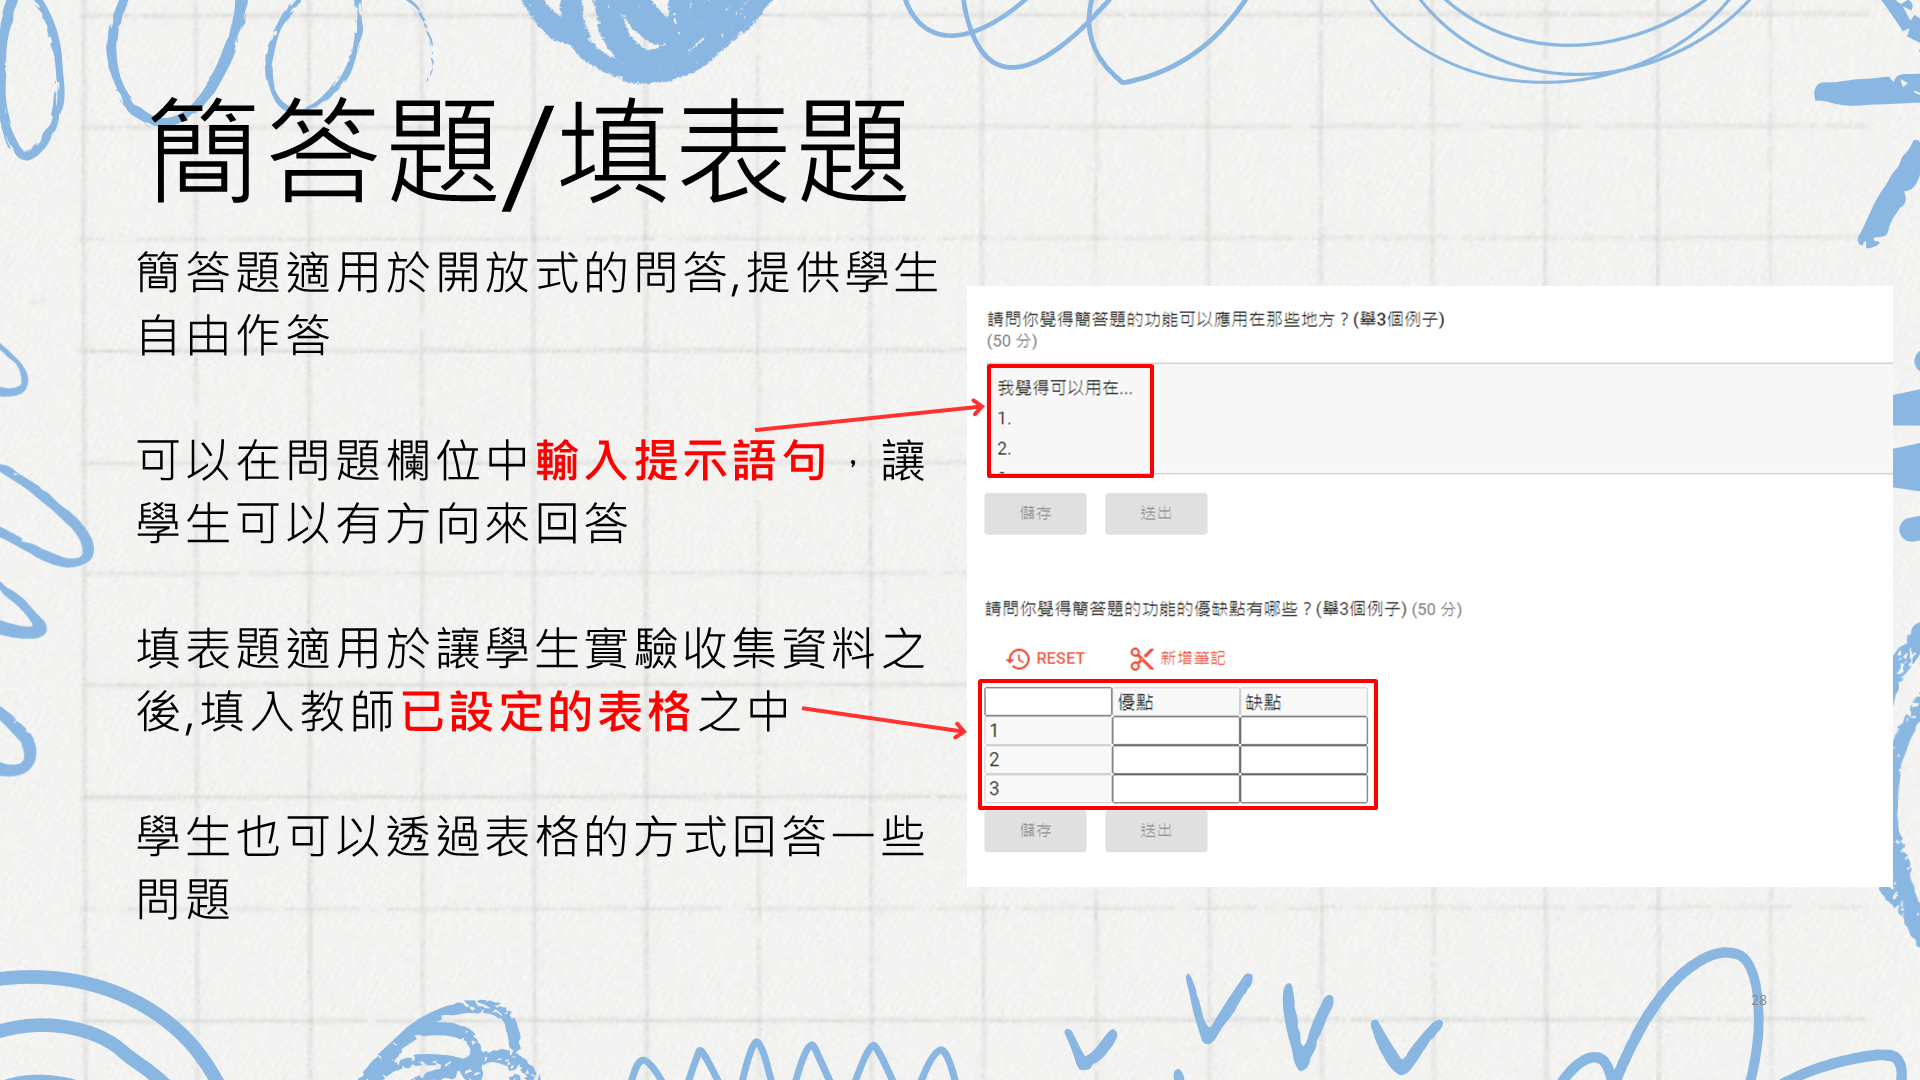 簡答題/填表題
簡答題適用於開放式的問答,提供學生
自由作答
可以在問題欄位中輸入提示語句，讓
學生可以有方向來回答
填表題適用於讓學生實驗收集資料之
後,填入教師已設定的表格之中
學生也可以透過表格的方式回答一些
問題
請問你覺得簡答題的功能可以應用在那些地方？(舉3個例子)
(50 分)
我覺得可以用在...
1.
2.
儲存 送出
請問你覺得簡答題的功能的優缺點有哪些？(舉3個例子) (50 分)
RESET 新增筆記
優點 缺點
1
2
3
儲存 送出
28